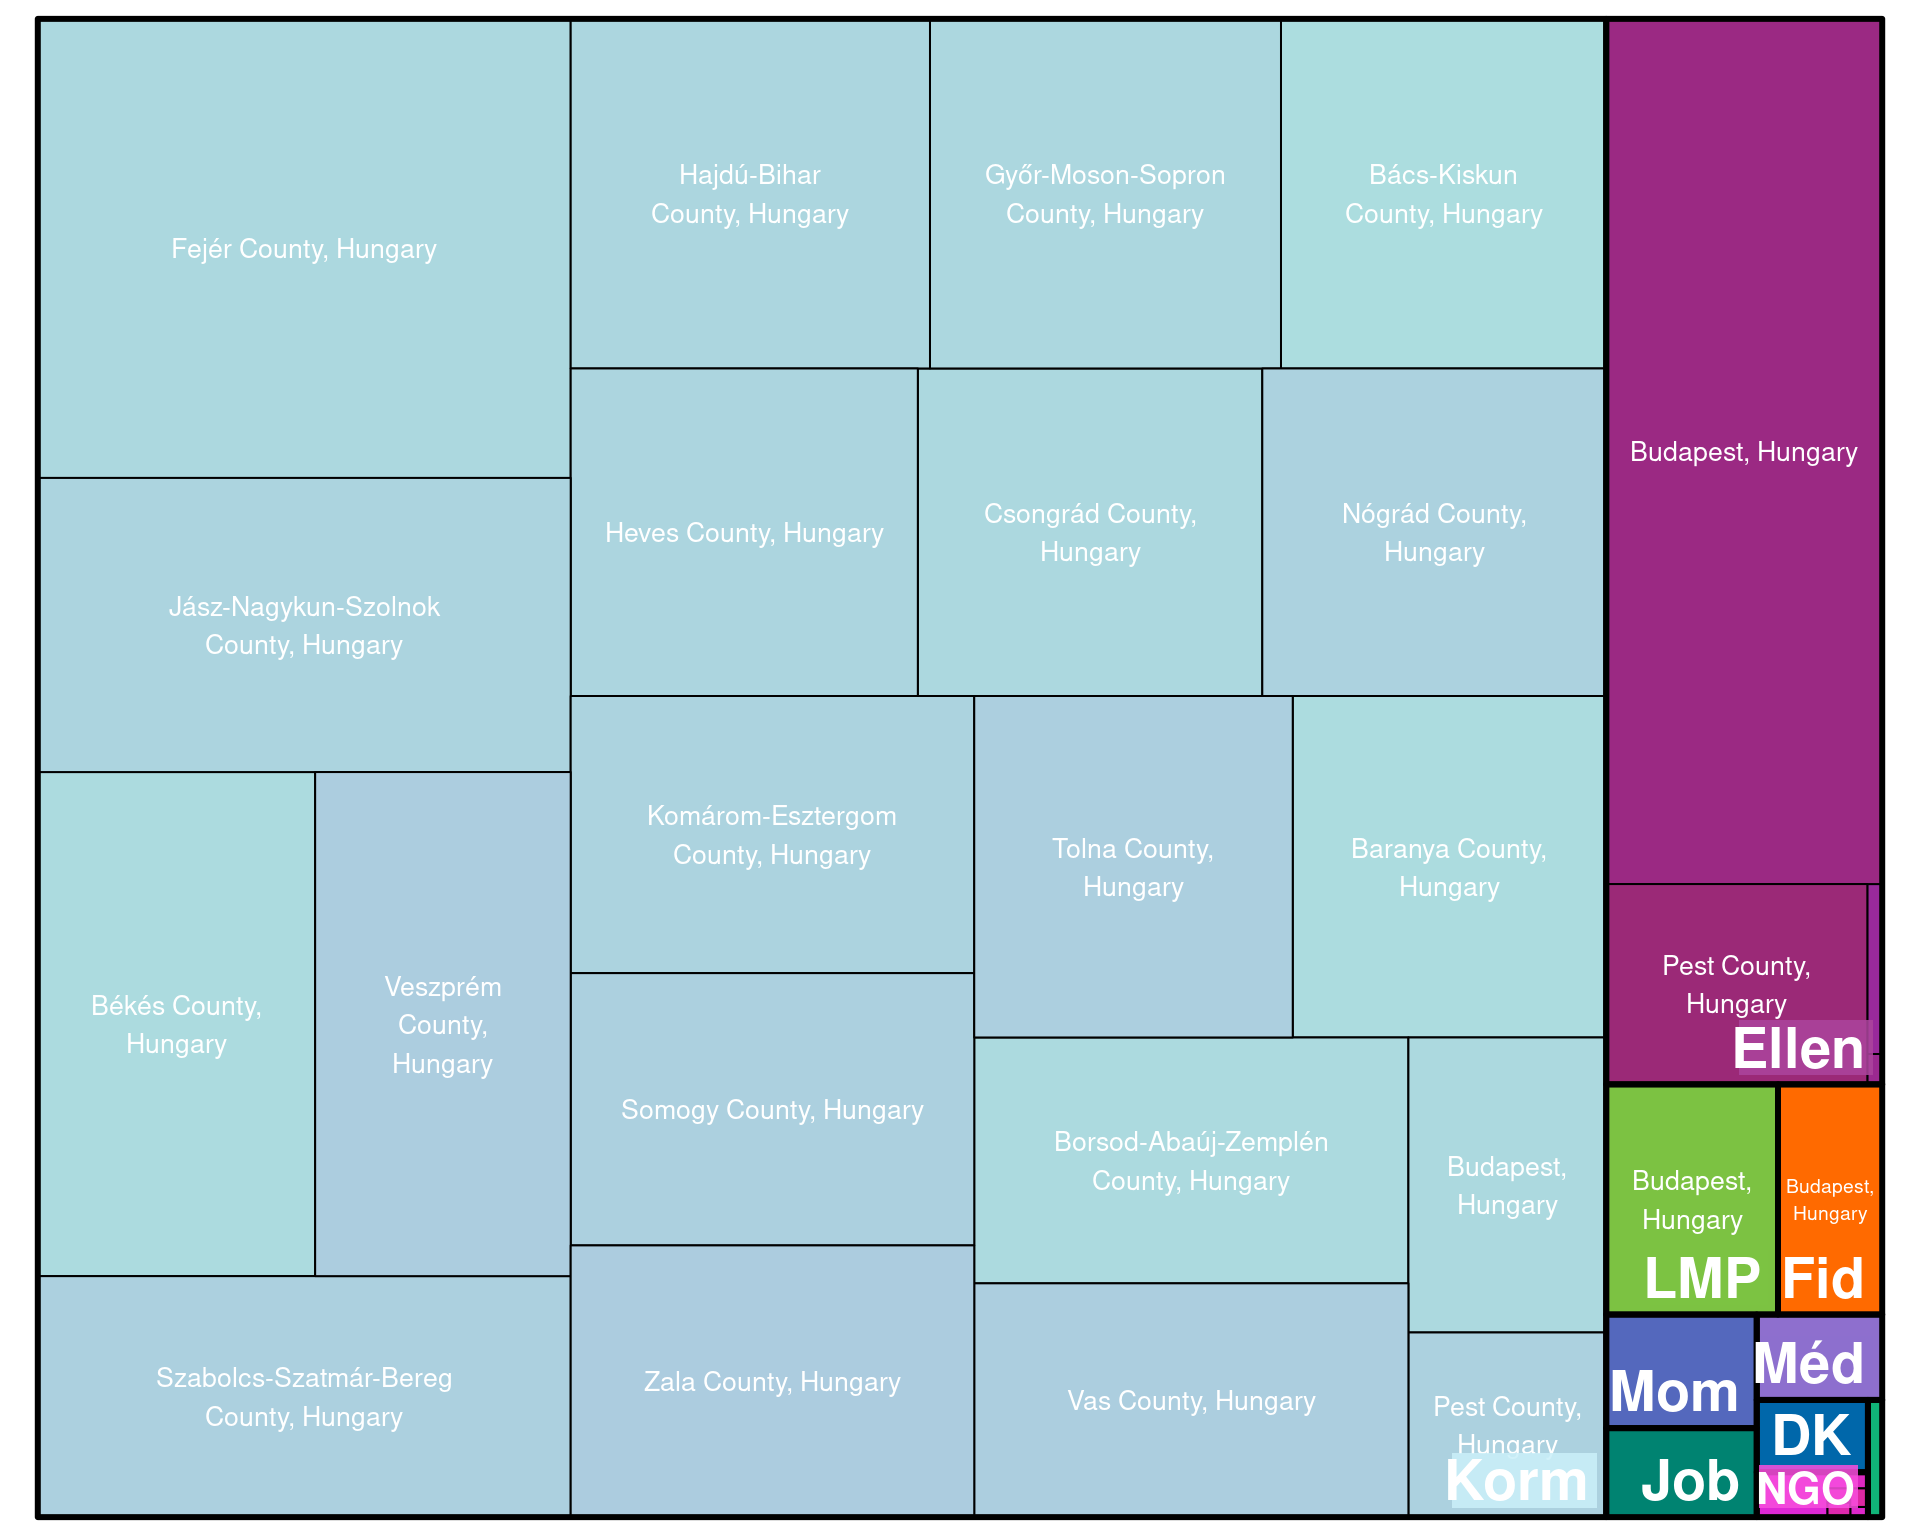 Fejér County, Hungary
Hajdú-Bihar
County, Hungary
Győr-Moson-Sopron
County, Hungary
Bács-Kiskun
County, Hungary
Budapest, Hungary
Jász-Nagykun-Szolnok
County, Hungary
Heves County, Hungary
Csongrád County,
Hungary
Nógrád County,
Hungary
Békés County,
Hungary
Veszprém
County,
Hungary
Komárom-Esztergom
County, Hungary
Tolna County,
Hungary
Baranya County,
Hungary
Pest County,
Hungary
Ellen
Somogy County, Hungary
Borsod-Abaúj-Zemplén
County, Hungary
Budapest,
Hungary
Budapest,
Hungary
LMP
Budapest,
Hungary
Fid
Szabolcs-Szatmár-Bereg
County, Hungary
Zala County, Hungary
Vas County, Hungary
Pest County,
Hungary
Korm
Mom
Méd
Job
DK
NGO